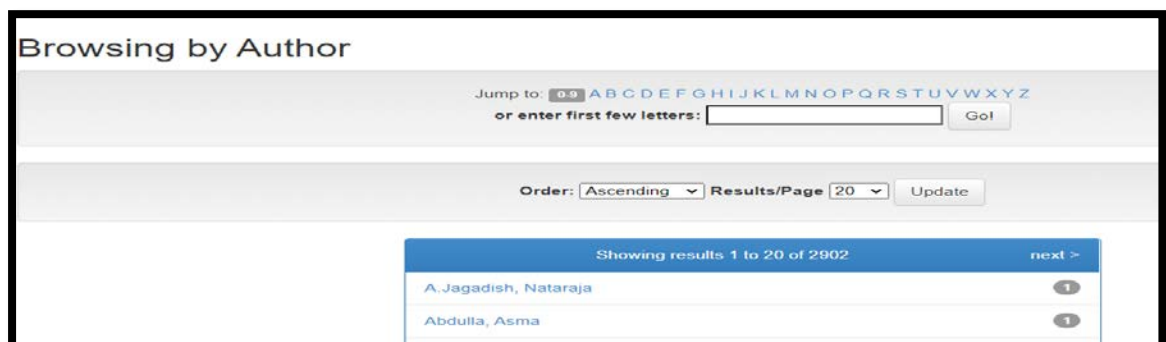 Browsing by Author
Jump to: 0-9 A B C D E F G H I J K L M N O P Q R S T U V W X Y Z
or enter first few letters: Go!
Order: Ascending Results/Page 20 Update
Showing results 1 to 20 of 2902 next >
A.Jagadish, Nataraja 1
Abdulla, Asma 1